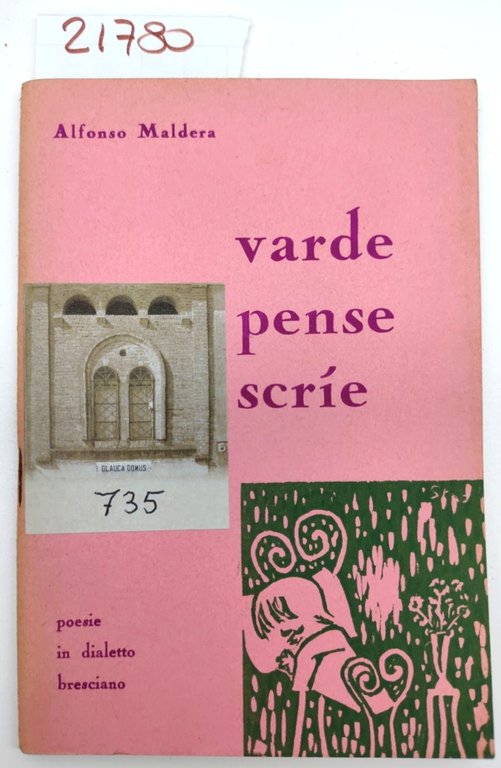 21780
Alfonso Maldera
varde
pense
scríe
GLAUCA DOMUS
735
poesie
in dialetto
bresciano